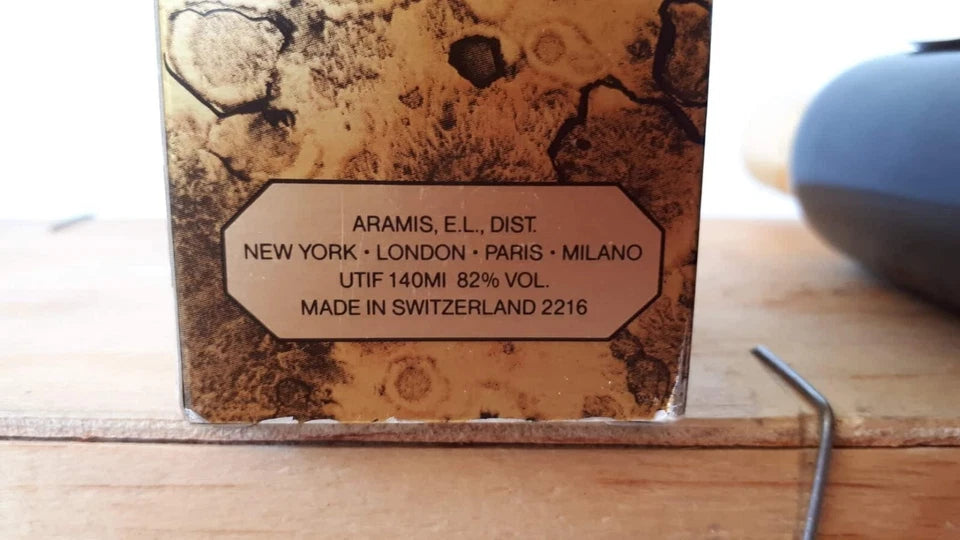 ARAMIS, E.L., DIST.
NEW YORK · LONDON · PARIS · MILANO
UTIF 140MI 82% VOL.
MADE IN SWITZERLAND 2216